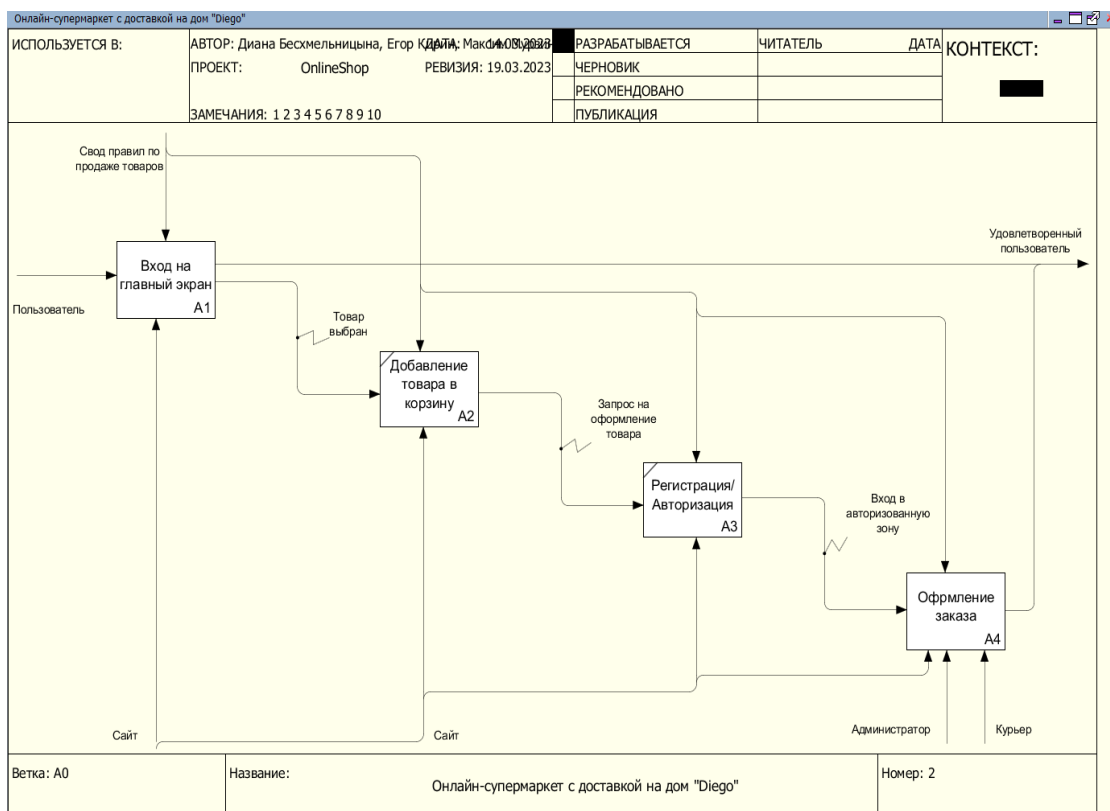 Онлайн-супермаркет с доставкой на дом "Diego"
ИСПОЛЬЗУЕТСЯ В:
АВТОР: Диана Бесхмельницына, Егор
ДАТА: 14.03.2023
ПРОЕКТ: OnlineShop
РЕВИЗИЯ: 19.03.2023
ЗАМЕЧАНИЯ: 1 2 3 4 5 6 7 8 9 10
РАЗРАБАТЫВАЕТСЯ
ЧЕРНОВИК
РЕКОМЕНДОВАНО
ПУБЛИКАЦИЯ
ЧИТАТЕЛЬ
ДАТА
КОНТЕКСТ:
Свод правил по
продаже товаров
Удовлетворенный
пользователь
Вход на
главный экран
A1
Пользователь
Товар
выбран
Добавление
товара в
корзину
A2
Запрос на
оформление
товара
Регистрация/
Авторизация
A3
Вход в
авторизованную
зону
Офрмление
заказа
A4
Сайт
Сайт
Администратор
Курьер
Ветка: A0
Название:
Онлайн-супермаркет с доставкой на дом "Diego"
Номер: 2